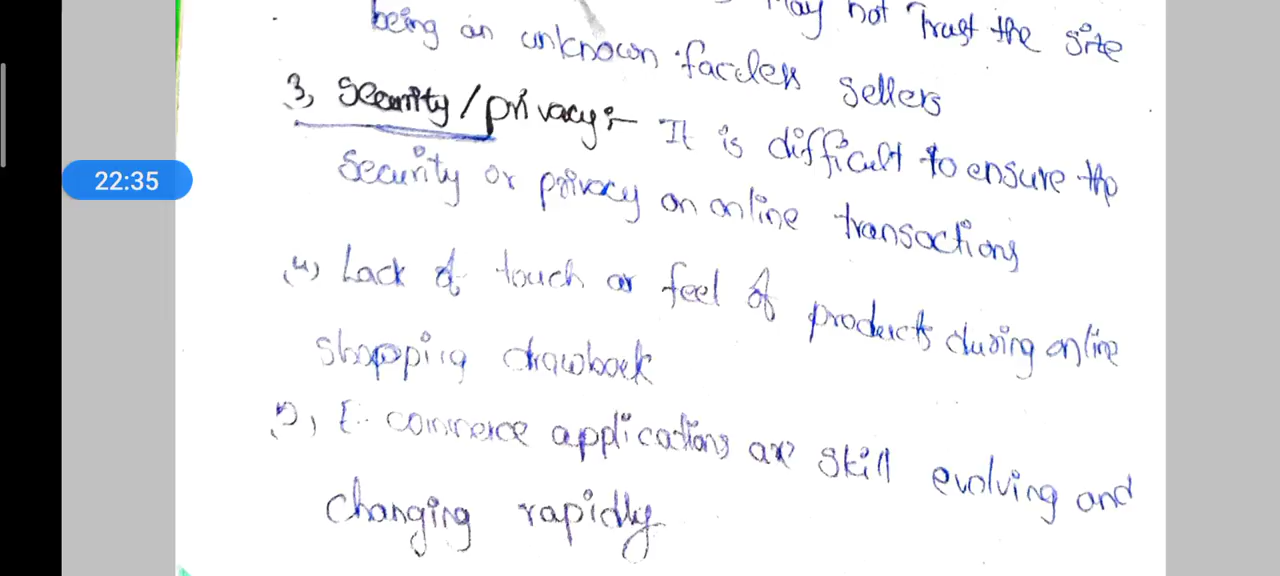 may not Trust the site
being an unknown faceless sellers
3, security/privacy:- It is difficult to ensure the
22:35
security or privacy on online transactions
(4) Lack of touch or feel of products during online
shopping drawback
5, E-commerce applications are skill evolving and
changing rapidly